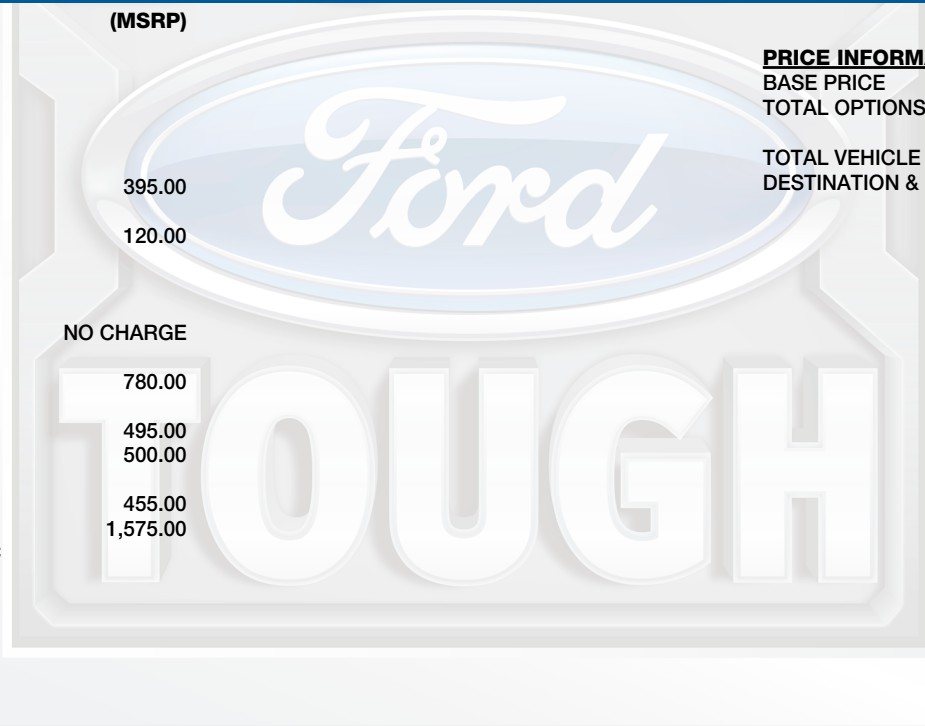 (MSRP)
395.00
120.00
NO CHARGE
780.00
495.00
500.00
455.00
1,575.00
PRICE INFORMA
BASE PRICE
TOTAL OPTIONS
TOTAL VEHICLE
DESTINATION &
Ford
TOUGH